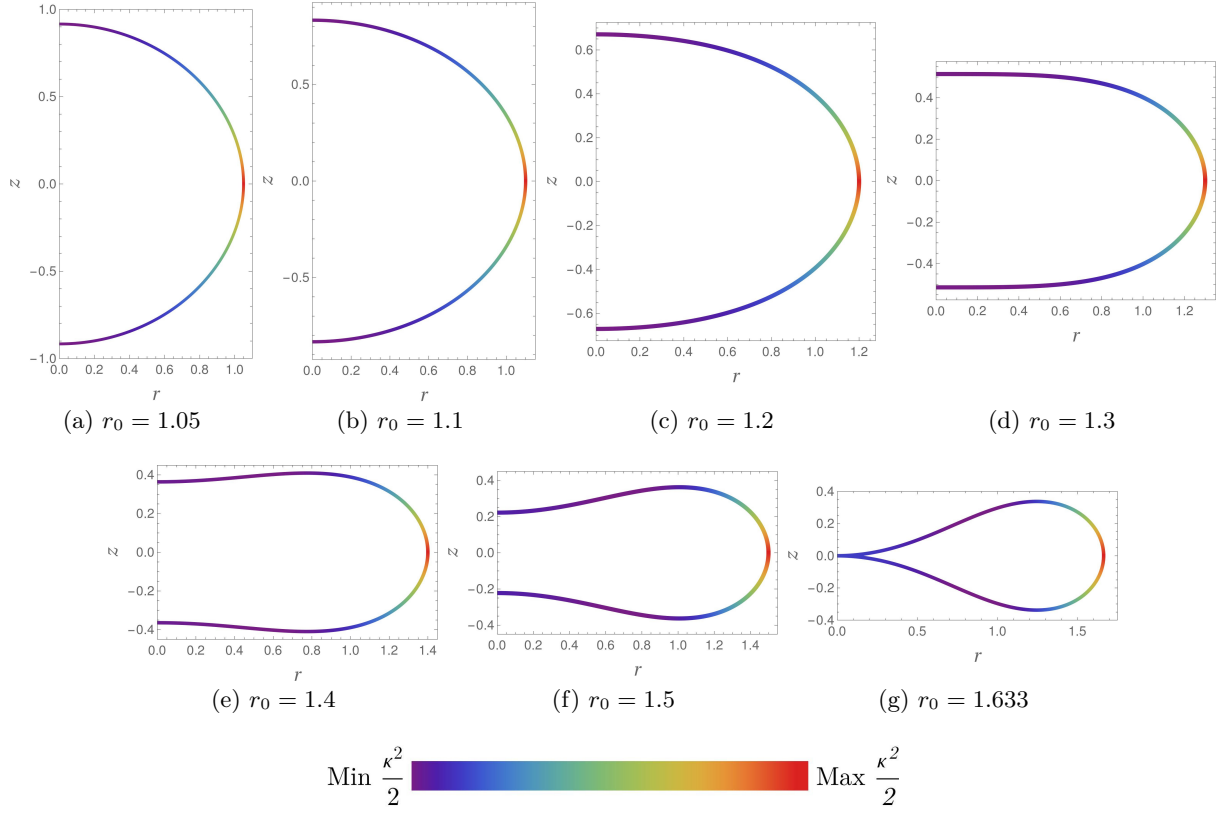 1.0
0.5
0.0
−0.5
−1.0
z
0.0 0.2 0.4 0.6 0.8 1.0
r
(a) r₀ = 1.05
0.5
0.0
−0.5
z
0.0 0.2 0.4 0.6 0.8 1.0
r
(b) r₀ = 1.1
0.6
0.4
0.2
0.0
−0.2
−0.4
−0.6
z
0.0 0.2 0.4 0.6 0.8 1.0 1.2
r
(c) r₀ = 1.2
0.4
0.2
0.0
−0.2
−0.4
z
0.0 0.2 0.4 0.6 0.8 1.0 1.2
r
(d) r₀ = 1.3
0.4
0.2
0.0
−0.2
−0.4
z
0.0 0.2 0.4 0.6 0.8 1.0 1.2 1.4
r
(e) r₀ = 1.4
0.4
0.2
0.0
−0.2
−0.4
z
0.0 0.2 0.4 0.6 0.8 1.0 1.2 1.4
r
(f) r₀ = 1.5
0.4
0.2
0.0
−0.2
−0.4
z
0.0 0.5 1.0 1.5
r
(g) r₀ = 1.633
Min κ²/2 Max κ²/2